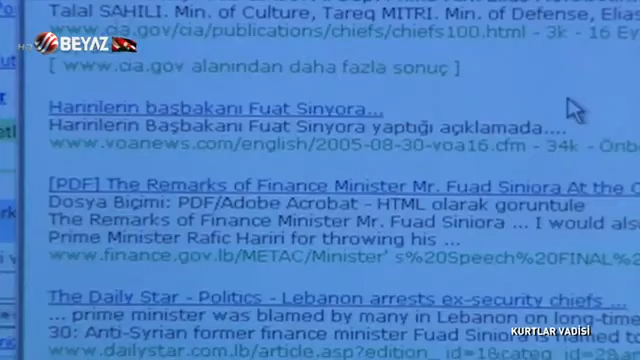 Talal SAHILI. Min. of Culture, Tareq MITRI. Min. of Defense, Elias
www.cia.gov/cia/publications/chiefs/chiefs100.html - 3k - 16 Ey
BEYAZ
[ www.cia.gov alanından daha fazla sonuç ]
Haririlerin başbakanı Fuat Sinyora...
Haririlerin Başbakanı Fuat Sinyora yaptığı açıklamada....
www.voanews.com/english/2005-08-30-voa16.cfm - 34k - Önb
[PDF] The Remarks of Finance Minister Mr. Fuad Siniora At the
Dosya Biçimi: PDF/Adobe Acrobat - HTML olarak goruntule
The Remarks of Finance Minister Mr. Fuad Siniora ... I would als
Prime Minister Rafic Hariri for throwing his ...
www.finance.gov.lb/METAC/Minister' s%20Speech%20FINAL%2
The Daily Star - Politics - Lebanon arrests ex-security chiefs ...
... prime minister was blamed by many in Lebanon on long-time
30: Anti-Syrian former finance minister Fuad Siniora is named t
www.dailystar.com.lb/article.asp?edition_id=1&categ_id=2&
KURTLAR VADİSİ